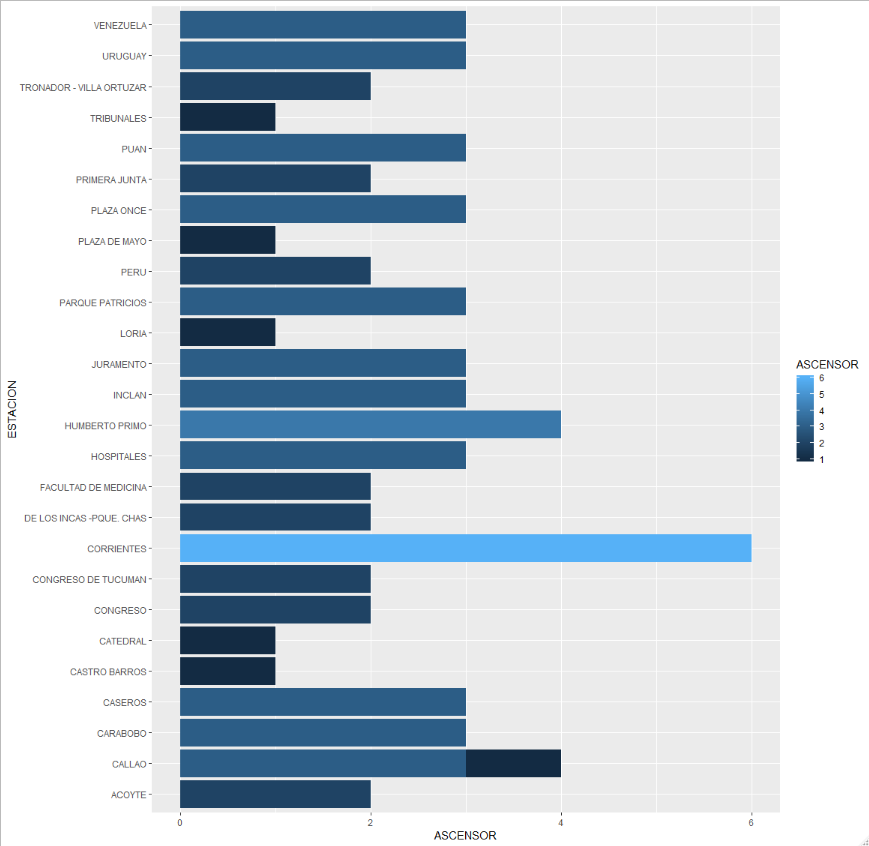 VENEZUELA
URUGUAY
TRONADOR - VILLA ORTUZAR
TRIBUNALES
PUAN
PRIMERA JUNTA
PLAZA ONCE
PLAZA DE MAYO
PERU
PARQUE PATRICIOS
LORIA
JURAMENTO
INCLAN
HUMBERTO PRIMO
HOSPITALES
FACULTAD DE MEDICINA
DE LOS INCAS -PQUE. CHAS
CORRIENTES
CONGRESO DE TUCUMAN
CONGRESO
CATEDRAL
CASTRO BARROS
CASEROS
CARABOBO
CALLAO
ACOYTE
ESTACION
0 2 4 6
ASCENSOR
ASCENSOR
6
5
4
3
2
1